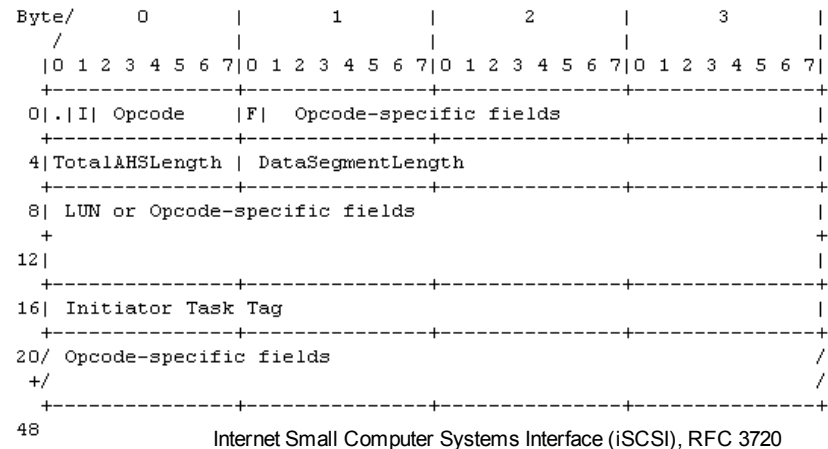 Byte/     0       |       1       |       2       |       3       |
   /              |               |               |               |
  |0 1 2 3 4 5 6 7|0 1 2 3 4 5 6 7|0 1 2 3 4 5 6 7|0 1 2 3 4 5 6 7|
  +---------------+---------------+---------------+---------------+
 0|.|I| Opcode    |F|  Opcode-specific fields                     |
  +---------------+---------------+---------------+---------------+
 4|TotalAHSLength | DataSegmentLength                             |
  +---------------+---------------+---------------+---------------+
 8| LUN or Opcode-specific fields                                 |
  +                                                               +
12|                                                               |
  +---------------+---------------+---------------+---------------+
16| Initiator Task Tag                                            |
  +---------------+---------------+---------------+---------------+
20/ Opcode-specific fields                                        /
 +/                                                               /
  +---------------+---------------+---------------+---------------+
48
Internet Small Computer Systems Interface (iSCSI), RFC 3720